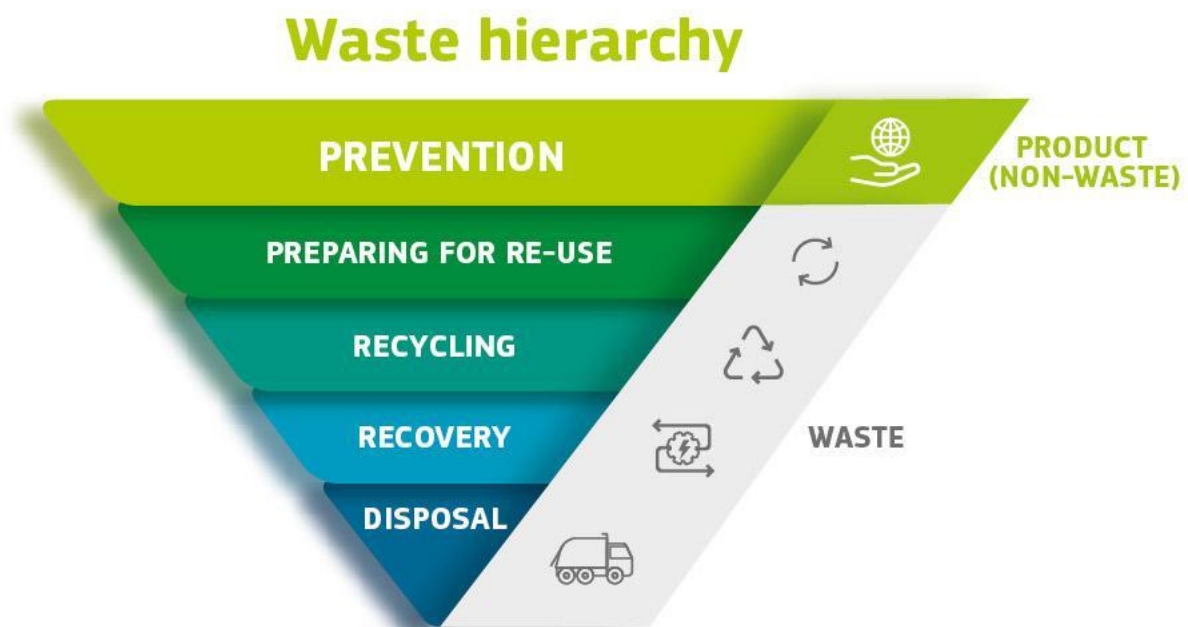 Waste hierarchy
PREVENTION
PRODUCT
(NON-WASTE)
PREPARING FOR RE-USE
RECYCLING
RECOVERY
WASTE
DISPOSAL